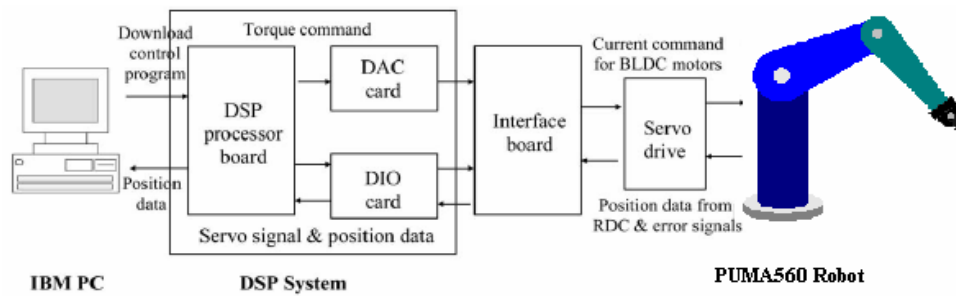 Download
control
program
Position
data
IBM PC
Torque command
DSP
processor
board
DAC
card
DIO
card
Servo signal & position data
DSP System
Interface
board
Current command
for BLDC motors
Servo
drive
Position data from
RDC & error signals
PUMA560 Robot